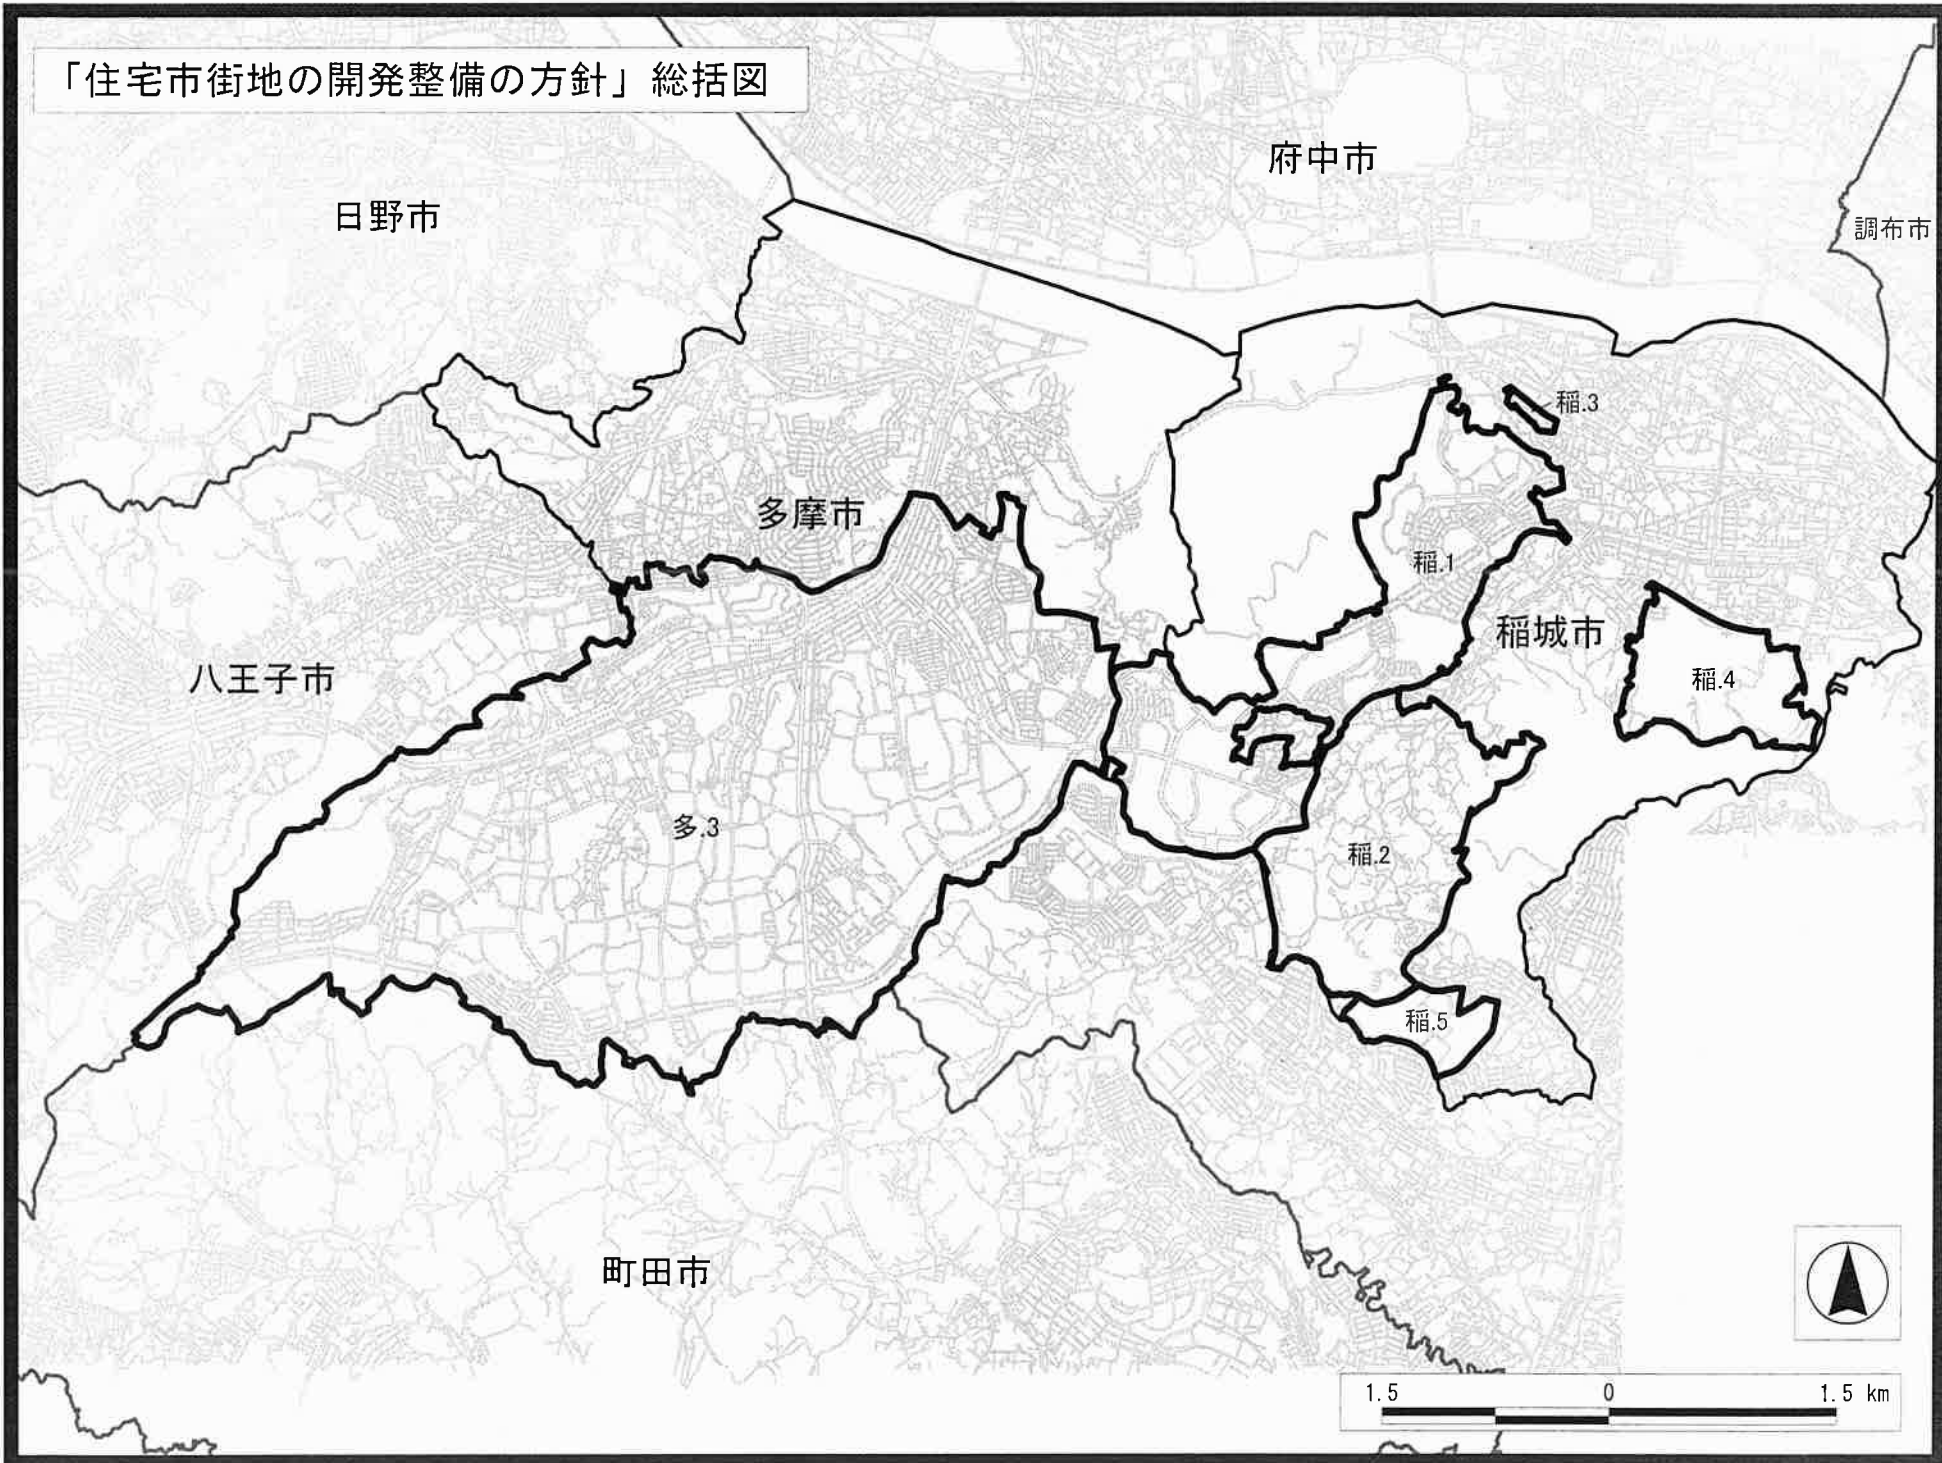 「住宅市街地の開発整備の方針」総括図
府中市
日野市
調布市
稲.3
多摩市
稲.1
稲城市
八王子市
稲.4
多.3
稲.2
稲.5
町田市
1.5 0 1.5 km